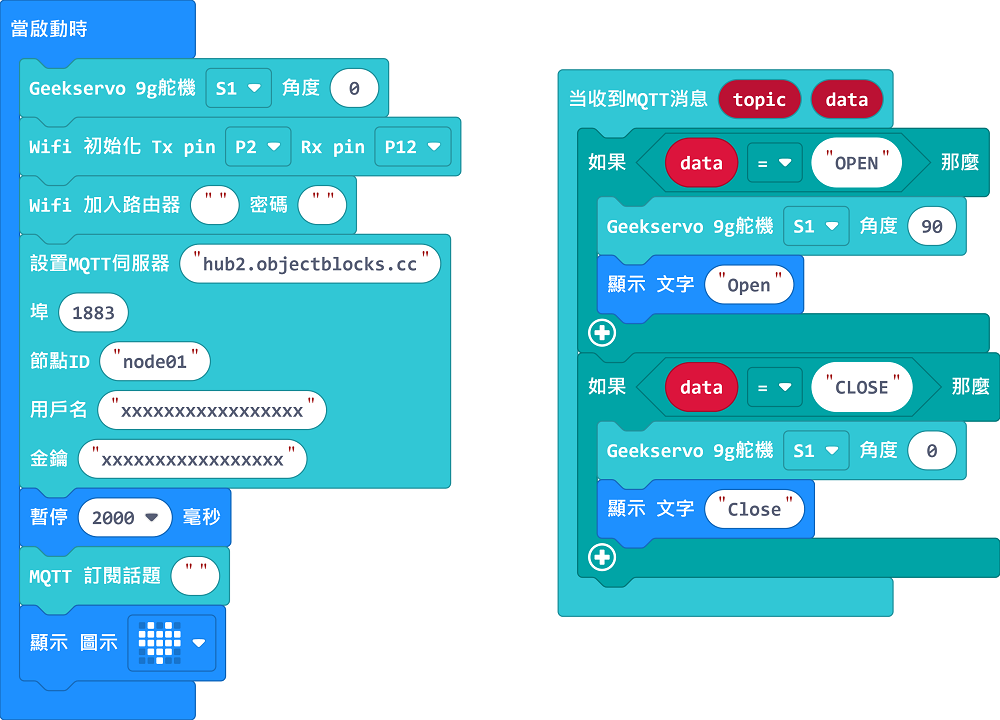 當啟動時
Geekservo 9g舵機 S1 角度 0
Wifi 初始化 Tx pin P2 Rx pin P12
Wifi 加入路由器 " " 密碼 " "
設置MQTT伺服器 "hub2.objectblocks.cc"
埠 1883
節點ID "node01"
用戶名 "xxxxxxxxxxxxxxxxx"
金鑰 "xxxxxxxxxxxxxxxxx"
暫停 2000 毫秒
MQTT 訂閱話題 " "
顯示 圖示
当收到MQTT消息 topic data
如果 data = "OPEN" 那麼
Geekservo 9g舵機 S1 角度 90
顯示 文字 "Open"
如果 data = "CLOSE" 那麼
Geekservo 9g舵機 S1 角度 0
顯示 文字 "Close"